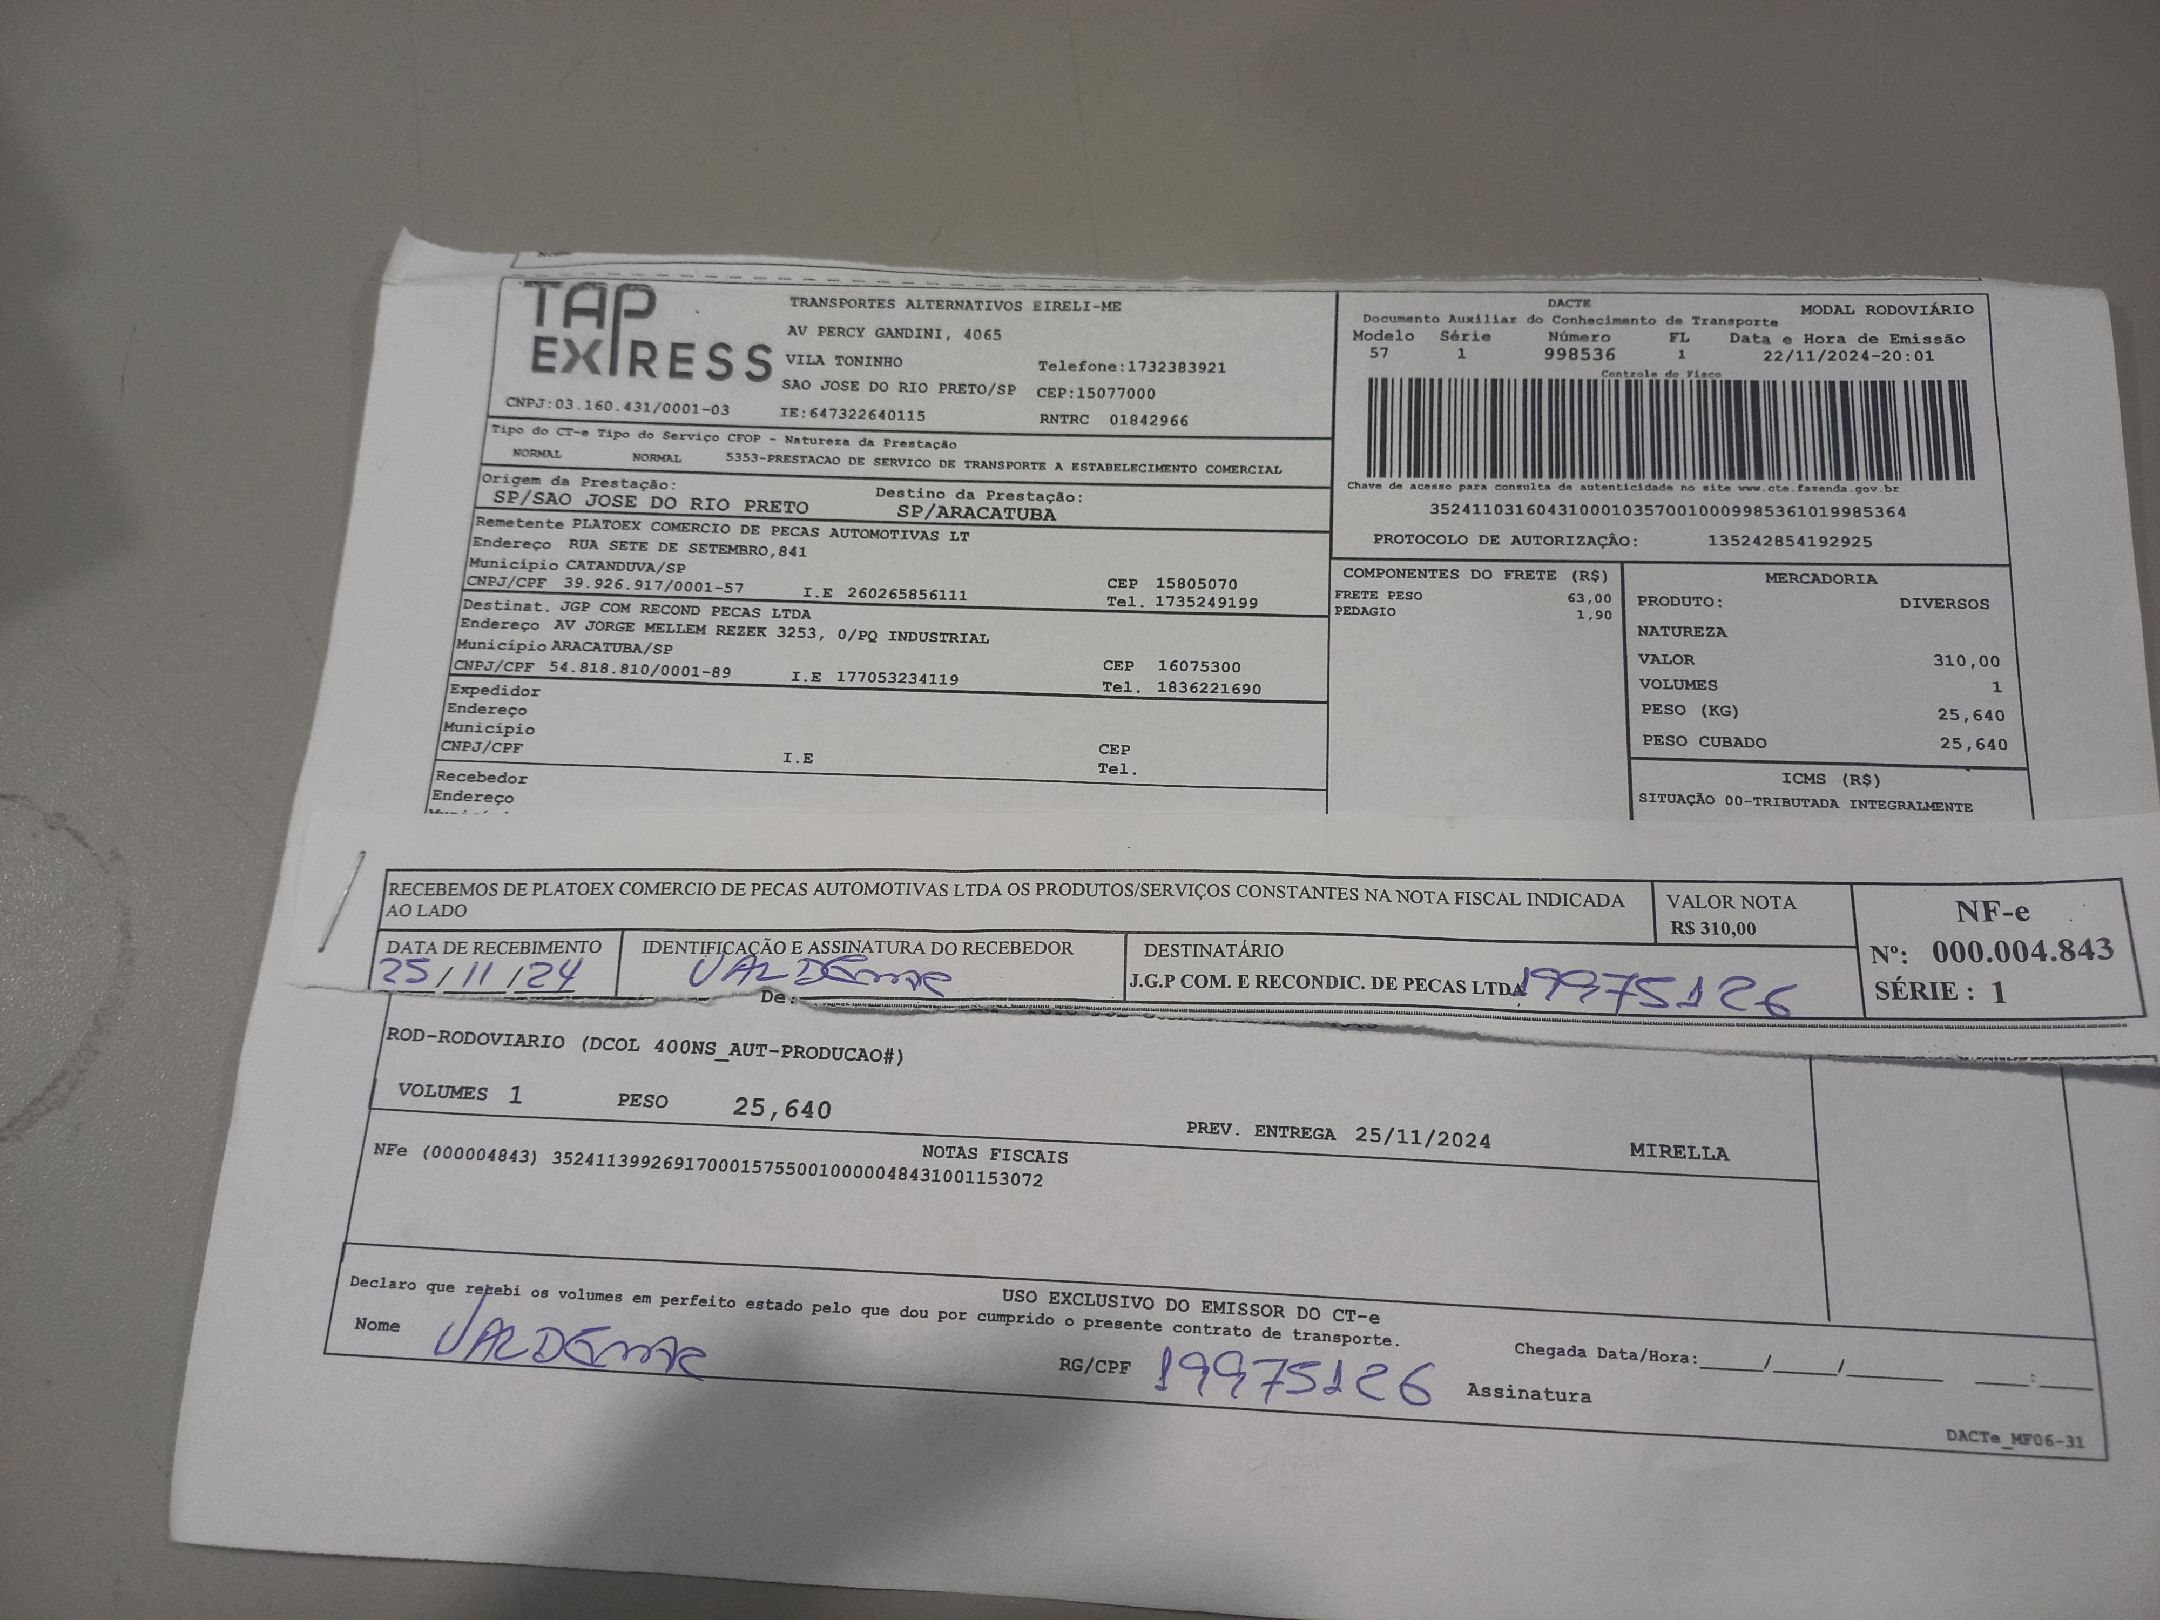 TAP EXPRESS
TRANSPORTES ALTERNATIVOS EIRELI-ME
AV PERCY GANDINI, 4065
VILA TONINHO
Telefone:1732383921
SAO JOSE DO RIO PRETO/SP CEP:15077000
CNPJ:03.160.431/0001-03 IE:647322640115 RNTRC 01842966
DACTE MODAL RODOVIÁRIO
Documento Auxiliar do Conhecimento de Transporte
Modelo Série Número FL Data e Hora de Emissão
57 1 998536 1 22/11/2024-20:01
Controle do Fisco
Chave de acesso para consulta de autenticidade no site www.cte.fazenda.gov.br
35241103160431000103570010009985361019985364
PROTOCOLO DE AUTORIZAÇÂO: 135242854192925
Tipo do CT-e Tipo do Serviço CFOP - Natureza da Prestação
NORMAL NORMAL 5353-PRESTACAO DE SERVICO DE TRANSPORTE A ESTABELECIMENTO COMERCIAL
Origem da Prestação: Destino da Prestação:
SP/SAO JOSE DO RIO PRETO SP/ARACATUBA
Remetente PLATOEX COMERCIO DE PECAS AUTOMOTIVAS LT
Endereço RUA SETE DE SETEMBRO,841
Município CATANDUVA/SP CEP 15805070
CNPJ/CPF 39.926.917/0001-57 I.E 260265856111 Tel. 1735249199
Destinat. JGP COM RECOND PECAS LTDA
Endereço AV JORGE MELLEM REZEK 3253, 0/PQ INDUSTRIAL
Município ARACATUBA/SP CEP 16075300
CNPJ/CPF 54.818.810/0001-89 I.E 177053234119 Tel. 1836221690
Expedidor
Endereço
Município CEP
CNPJ/CPF I.E Tel.
Recebedor
Endereço
COMPONENTES DO FRETE (R$)
FRETE PESO 63,00
PEDAGIO 1,90
MERCADORIA
PRODUTO: DIVERSOS
NATUREZA
VALOR 310,00
VOLUMES 1
PESO (KG) 25,640
PESO CUBADO 25,640
ICMS (R$)
SITUAÇÃO 00-TRIBUTADA INTEGRALMENTE
RECEBEMOS DE PLATOEX COMERCIO DE PECAS AUTOMOTIVAS LTDA OS PRODUTOS/SERVIÇOS CONSTANTES NA NOTA FISCAL INDICADA
AO LADO
VALOR NOTA
R$ 310,00
NF-e
Nº: 000.004.843
SÉRIE : 1
DATA DE RECEBIMENTO IDENTIFICAÇÃO E ASSINATURA DO RECEBEDOR DESTINATÁRIO
25/11/24 VALDEMAR J.G.P COM. E RECONDIC. DE PECAS LTDA 19975126
De:
ROD-RODOVIARIO (DCOL 400NS_AUT-PRODUCAO#)
VOLUMES 1 PESO 25,640 PREV. ENTREGA 25/11/2024 MIRELLA
NOTAS FISCAIS
NFe (000004843) 35241139926917000157550010000048431001153072
USO EXCLUSIVO DO EMISSOR DO CT-e
Declaro que recebi os volumes em perfeito estado pelo que dou por cumprido o presente contrato de transporte.
Nome VALDEMAR RG/CPF 19975126 Assinatura
Chegada Data/Hora:____/____/______ ___:___
DACTe_MF06-31